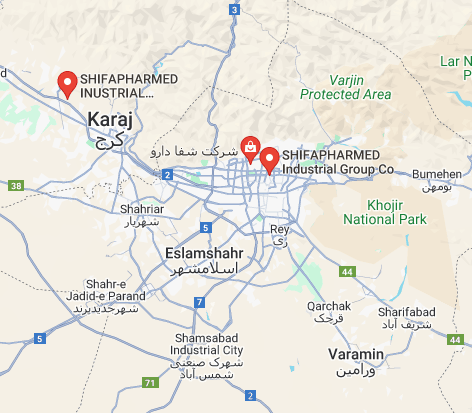 3
SHIFAPHARMED
INUSTRIAL...
Karaj
کرج
Varjin
Protected Area
Lar N
P
d
شرکت شفا دارو
SHIFAPHARMED
Industrial Group Co
2
38
Bumehen
بومهن
Shahriar
شهریار
Khojir
National Park
5
Rey
ری
Eslamshahr
اسلامشهر
44
Shahr-e
Jadid-e Parand
شهرجدیدپرند
7
Qarchak
قرچک
Sharifabad
شریف آباد
5
Shamsabad
Industrial City
شهرک صنعتی
شمس آباد
44
Varamin
ورامین
71
2